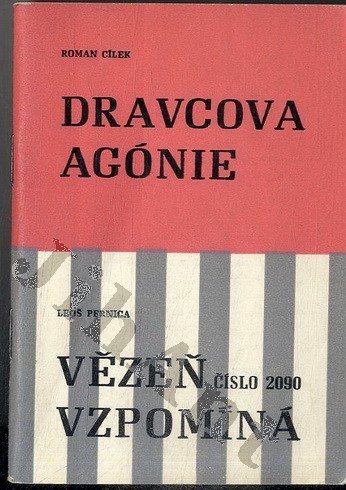 ROMAN CÍLEK
DRAVCOVA
AGÓNIE
LEOŠ PERNICA
VĚZEŇ ČÍSLO 2090
VZPOMÍNÁ